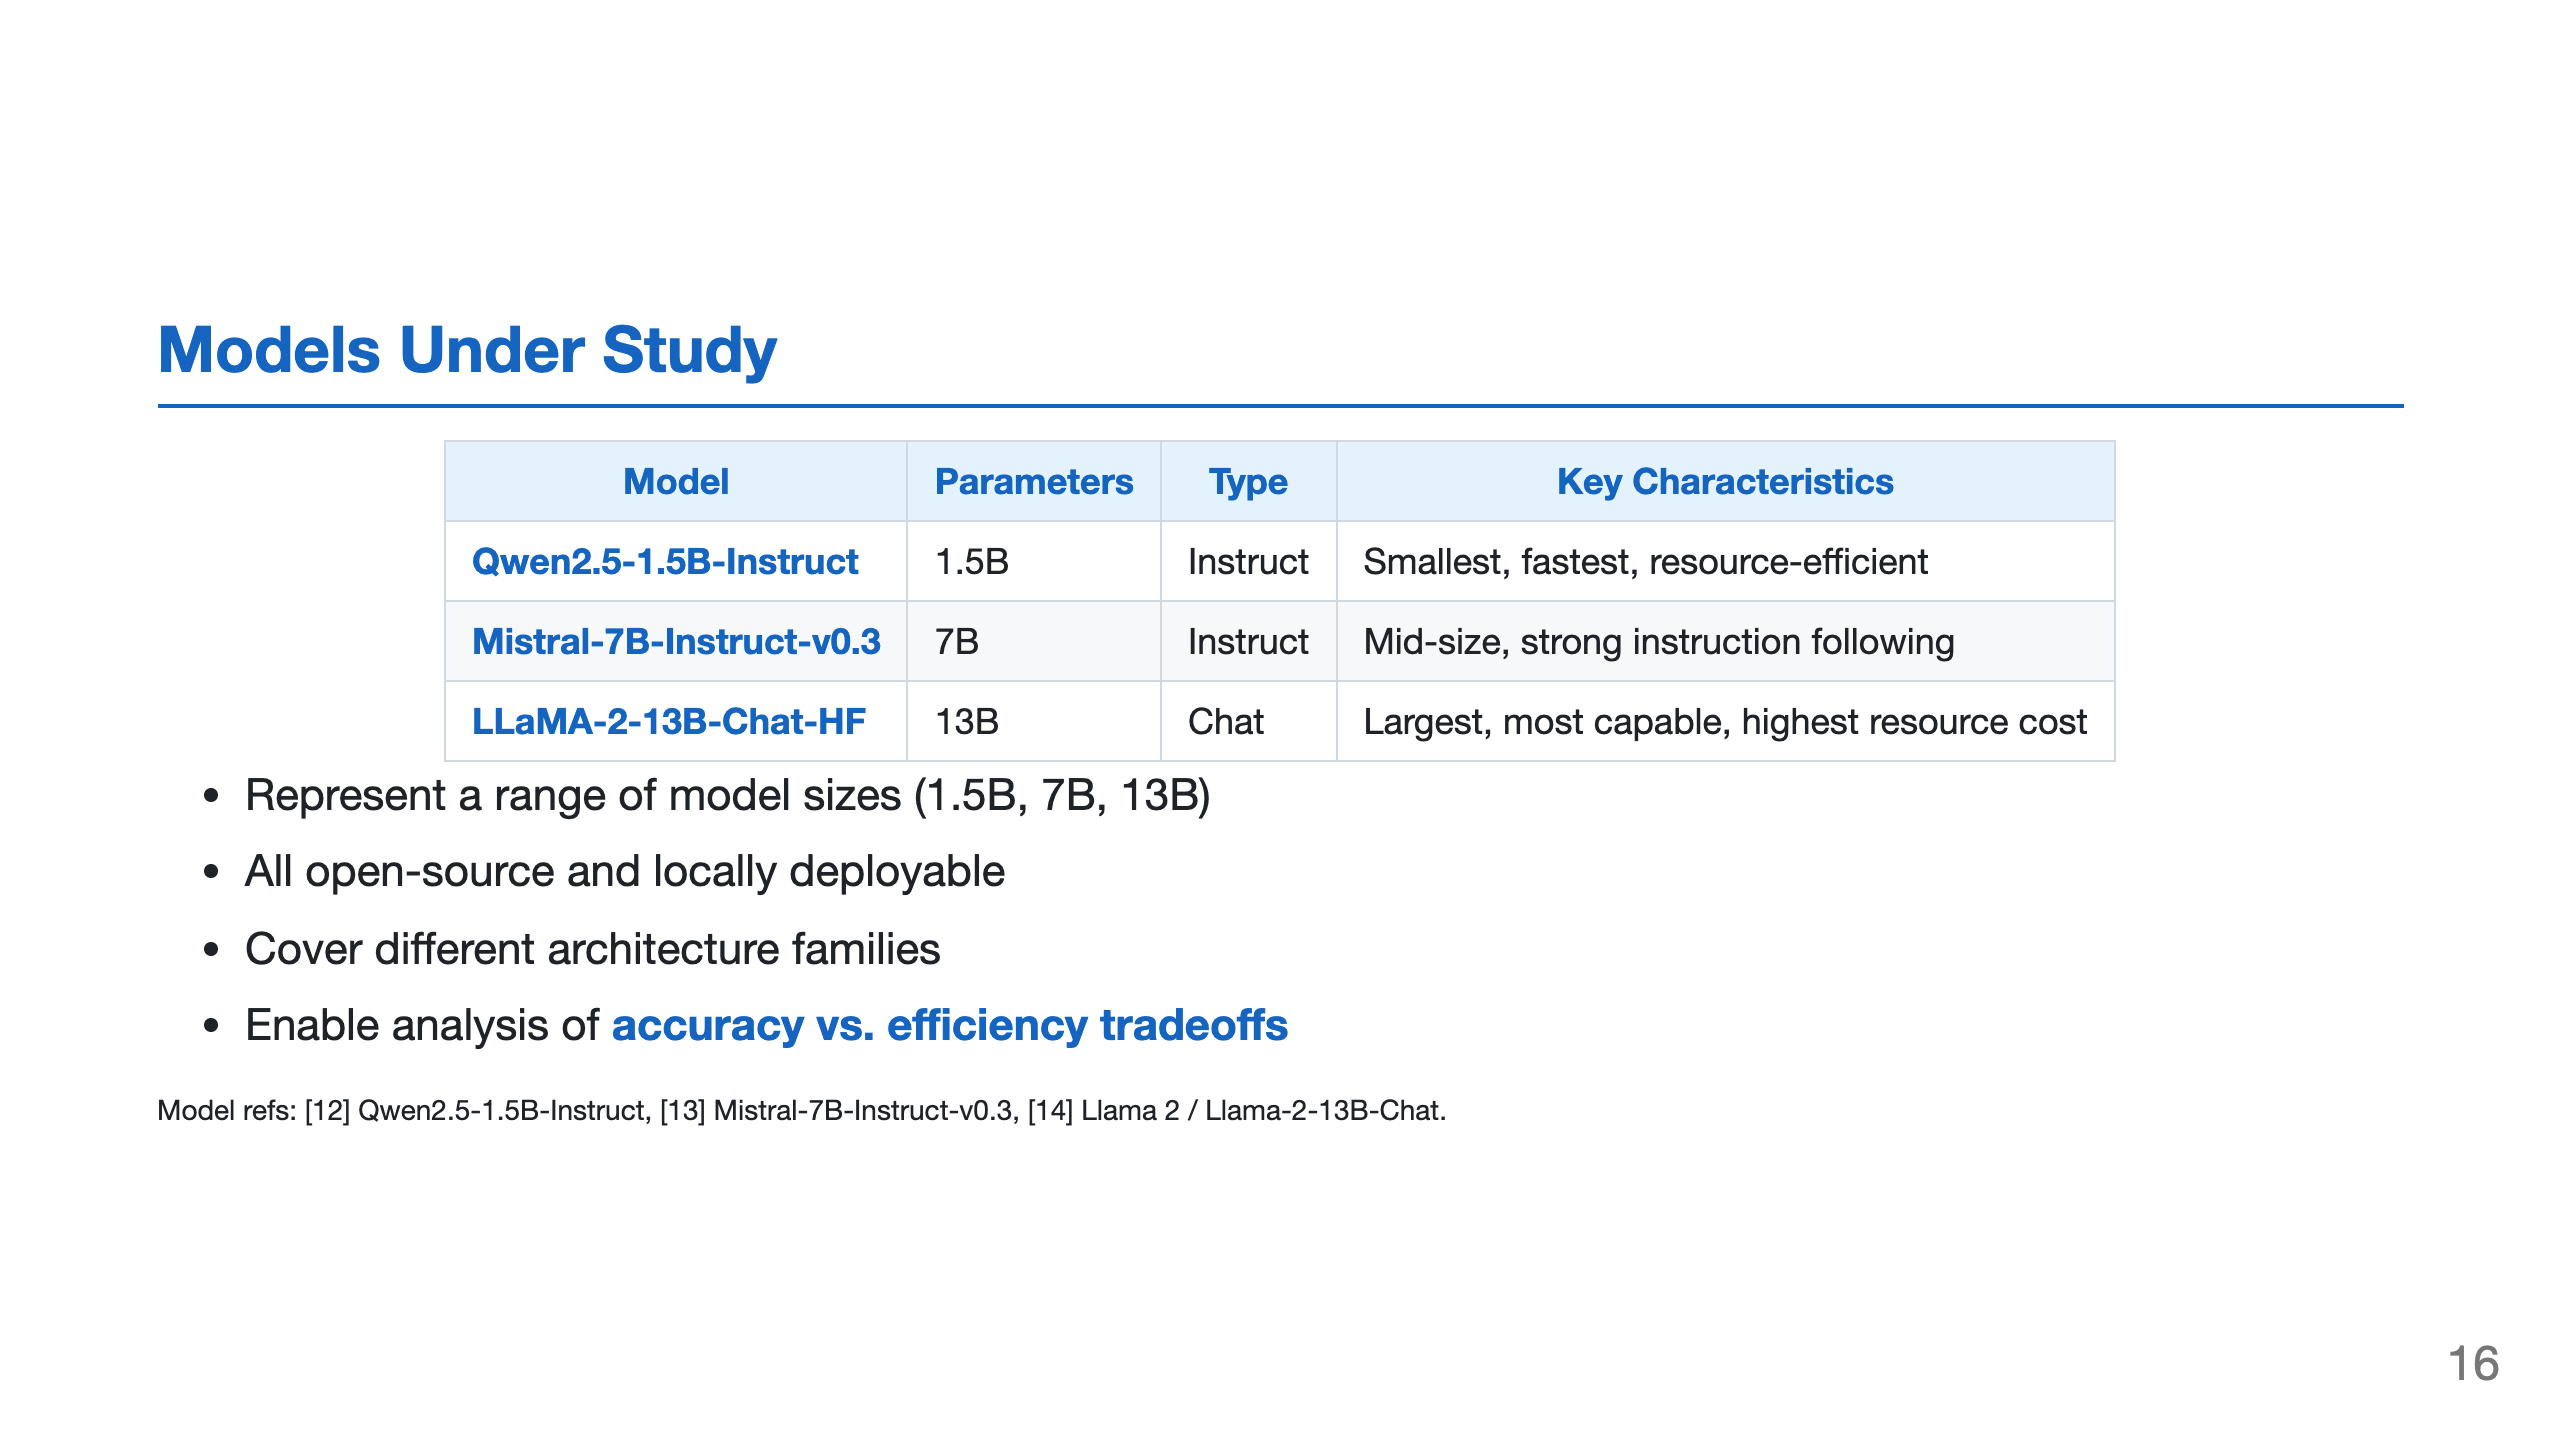 Models Under Study
Model Parameters Type Key Characteristics
Qwen2.5-1.5B-Instruct 1.5B Instruct Smallest, fastest, resource-efficient
Mistral-7B-Instruct-v0.3 7B Instruct Mid-size, strong instruction following
LLaMA-2-13B-Chat-HF 13B Chat Largest, most capable, highest resource cost
• Represent a range of model sizes (1.5B, 7B, 13B)
• All open-source and locally deployable
• Cover different architecture families
• Enable analysis of accuracy vs. efficiency tradeoffs
Model refs: [12] Qwen2.5-1.5B-Instruct, [13] Mistral-7B-Instruct-v0.3, [14] Llama 2 / Llama-2-13B-Chat.
16